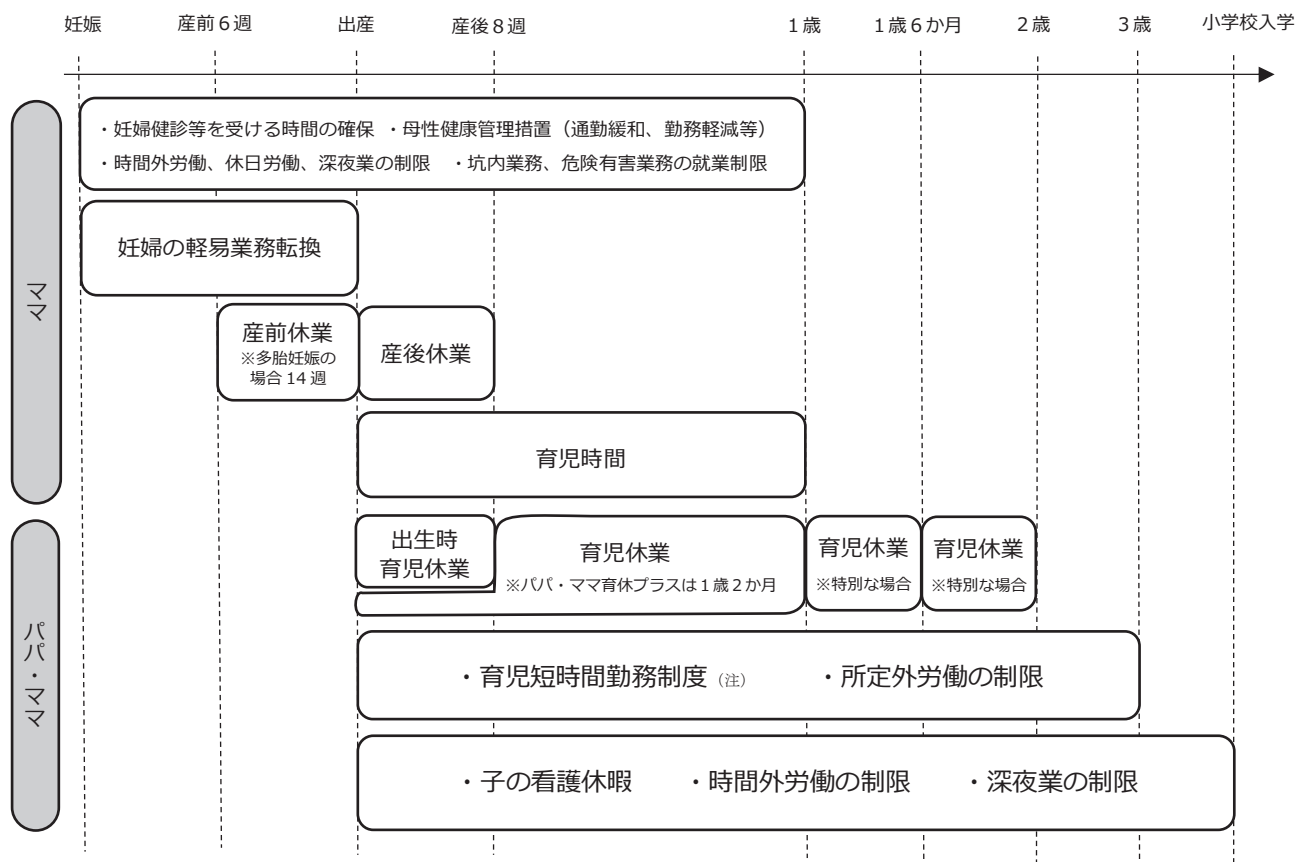 妊娠
産前６週
出産
産後８週
１歳
１歳６か月
２歳
３歳
小学校入学
ママ
・妊婦健診等を受ける時間の確保 ・母性健康管理措置（通勤緩和、勤務軽減等）
・時間外労働、休日労働、深夜業の制限 ・坑内業務、危険有害業務の就業制限
妊婦の軽易業務転換
産前休業
※多胎妊娠の
場合 14 週
産後休業
育児時間
パパ・ママ
出生時
育児休業
育児休業
※パパ・ママ育休プラスは１歳２か月
育児休業
※特別な場合
育児休業
※特別な場合
・育児短時間勤務制度（注） ・所定外労働の制限
・子の看護休暇 ・時間外労働の制限 ・深夜業の制限